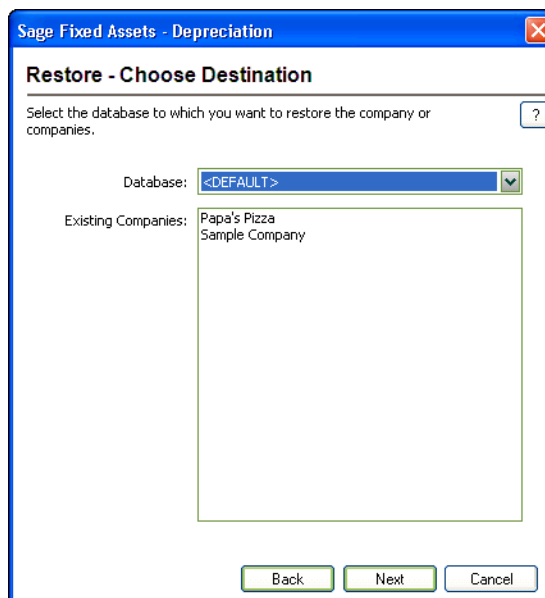 Sage Fixed Assets - Depreciation
Restore - Choose Destination
Select the database to which you want to restore the company or
companies.
?
Database: <DEFAULT>
Existing Companies: Papa's Pizza
Sample Company
Back Next Cancel